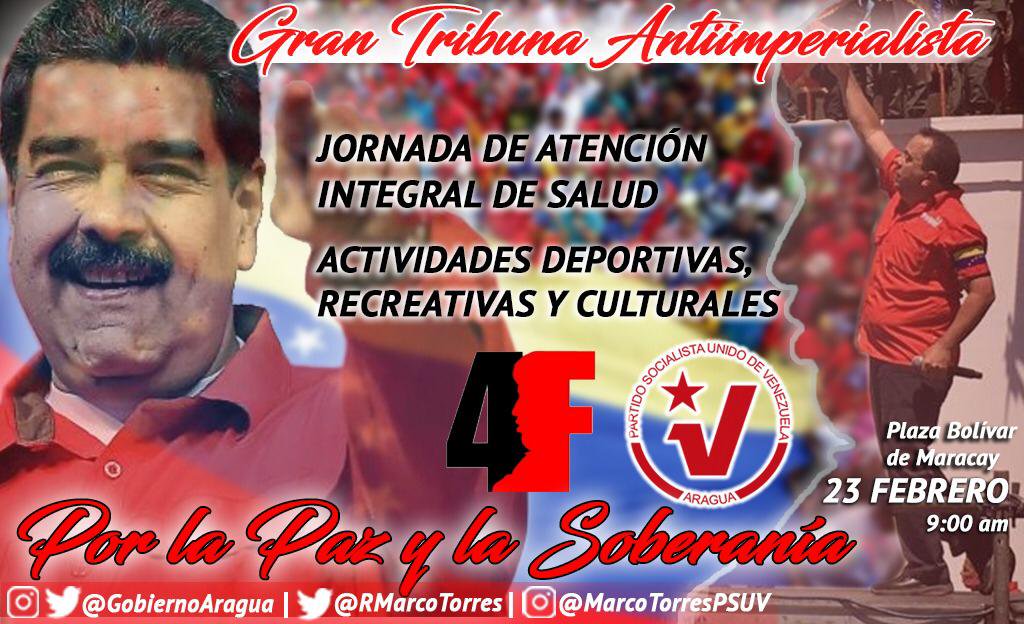 Gran Tribuna Antiimperialista
JORNADA DE ATENCIÓN
INTEGRAL DE SALUD
ACTIVIDADES DEPORTIVAS,
RECREATIVAS Y CULTURALES
4F
PARTIDO SOCIALISTA UNIDO DE VENEZUELA
ARAGUA
Plaza Bolívar
de Maracay
23 FEBRERO
9:00 am
Por la Paz y la Soberanía
@GobiernoAragua | @RMarcoTorres | @MarcoTorresPSUV